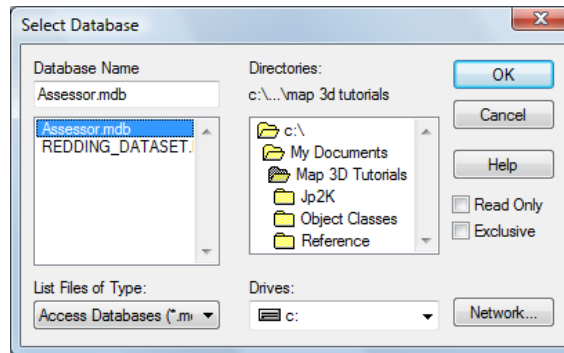 Select Database
Database Name
Assessor.mdb
Assessor.mdb
REDDING_DATASET.
List Files of Type:
Access Databases (*.m
Directories:
c:\...\map 3d tutorials
c:\
My Documents
Map 3D Tutorials
Jp2K
Object Classes
Reference
Drives:
c:
OK
Cancel
Help
Read Only
Exclusive
Network...